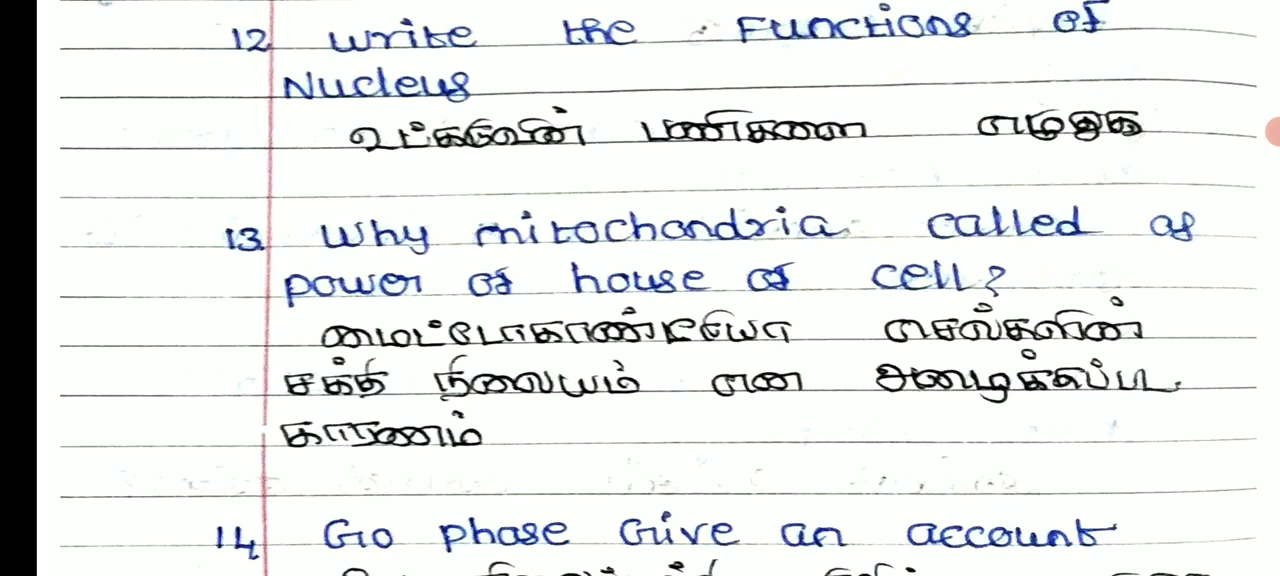 12 Write the Functions of
Nucleus
உட்கருவின் பணிகளை எழுதுக
13 Why mitochondria called as
power of house of cell?
மைட்டோகாண்ட்ரியா செல்களின்
சக்தி நிலையம் என அழைக்கப்பட
காரணம்
14 Go phase Give an account